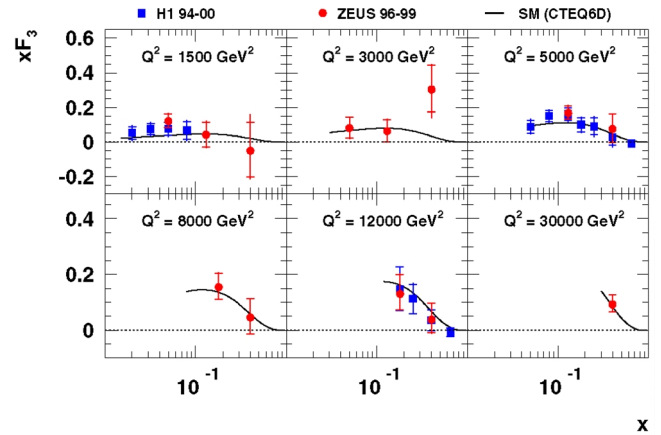 H1 94-00 ZEUS 96-99 SM (CTEQ6D)
xF₃
Q² = 1500 GeV² Q² = 3000 GeV² Q² = 5000 GeV²
0.6
0.4
0.2
0
-0.2
Q² = 8000 GeV² Q² = 12000 GeV² Q² = 30000 GeV²
0.4
0.2
0
10⁻¹ 10⁻¹ 10⁻¹
x